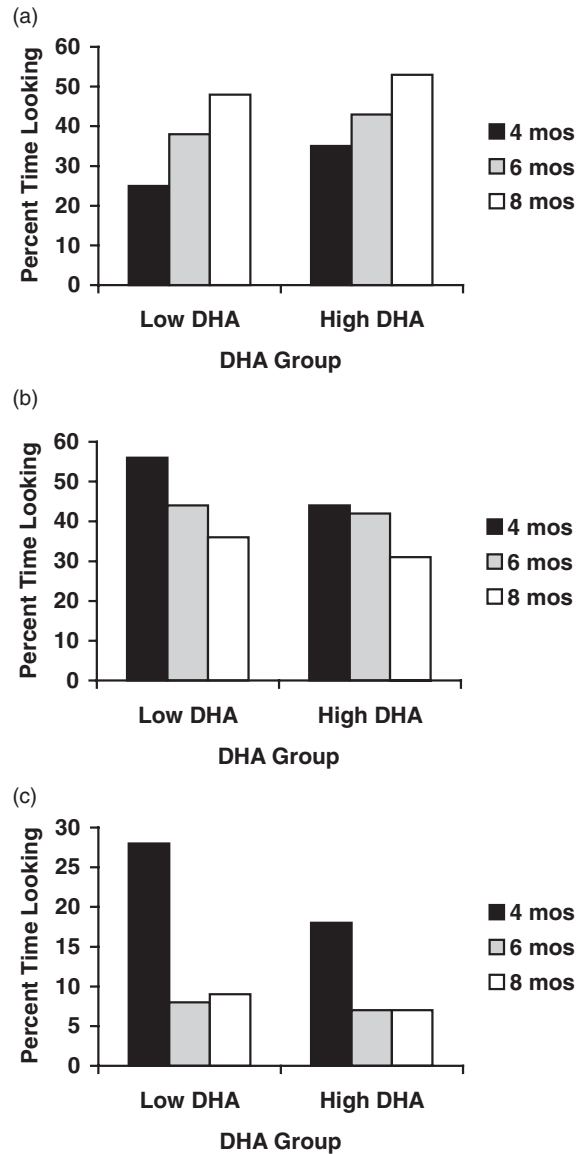 (a)
Percent Time Looking
60
50
40
30
20
10
0
Low DHA High DHA
DHA Group
4 mos
6 mos
8 mos
(b)
Percent Time Looking
60
50
40
30
20
10
0
Low DHA High DHA
DHA Group
4 mos
6 mos
8 mos
(c)
Percent Time Looking
30
25
20
15
10
5
0
Low DHA High DHA
DHA Group
4 mos
6 mos
8 mos